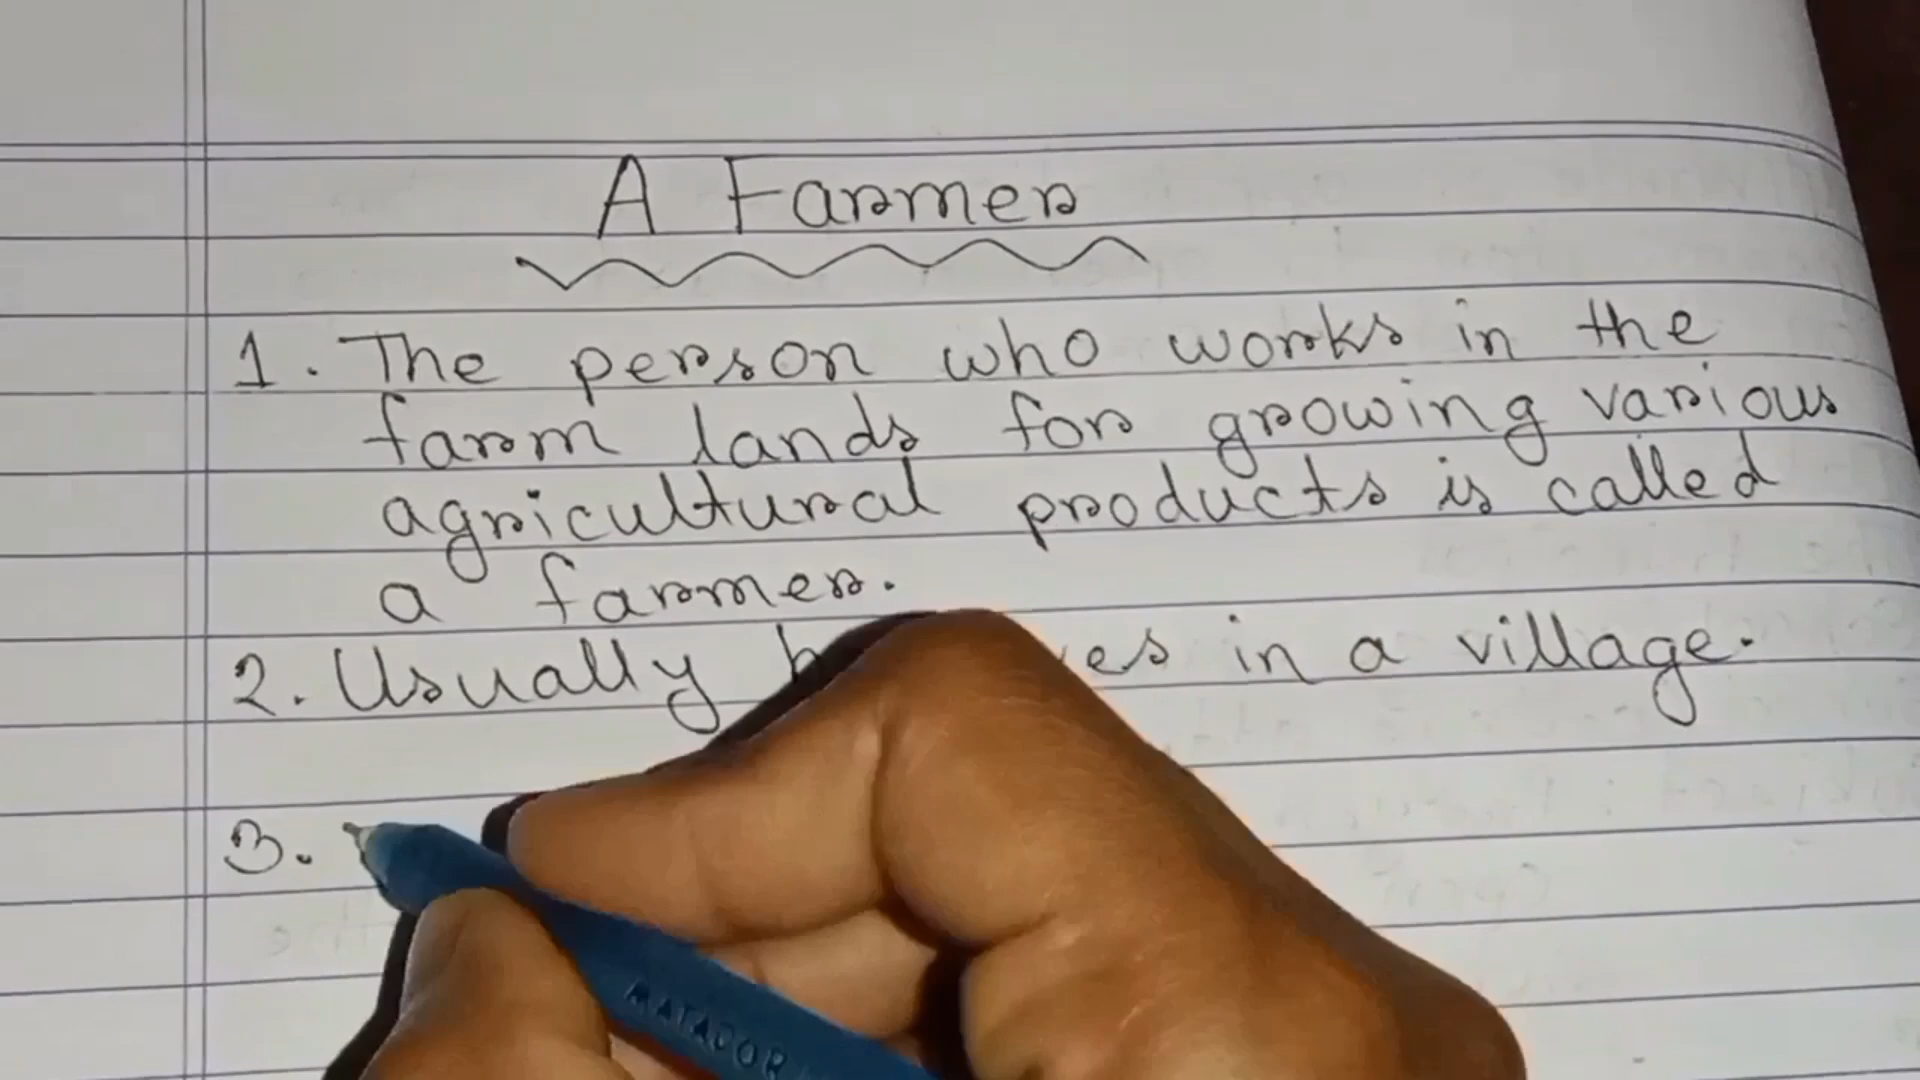 A Farmer
1. The person who works in the
farm lands for growing various
agricultural products is called
a farmer.
2. Usually in a village.
3.
MATADOR